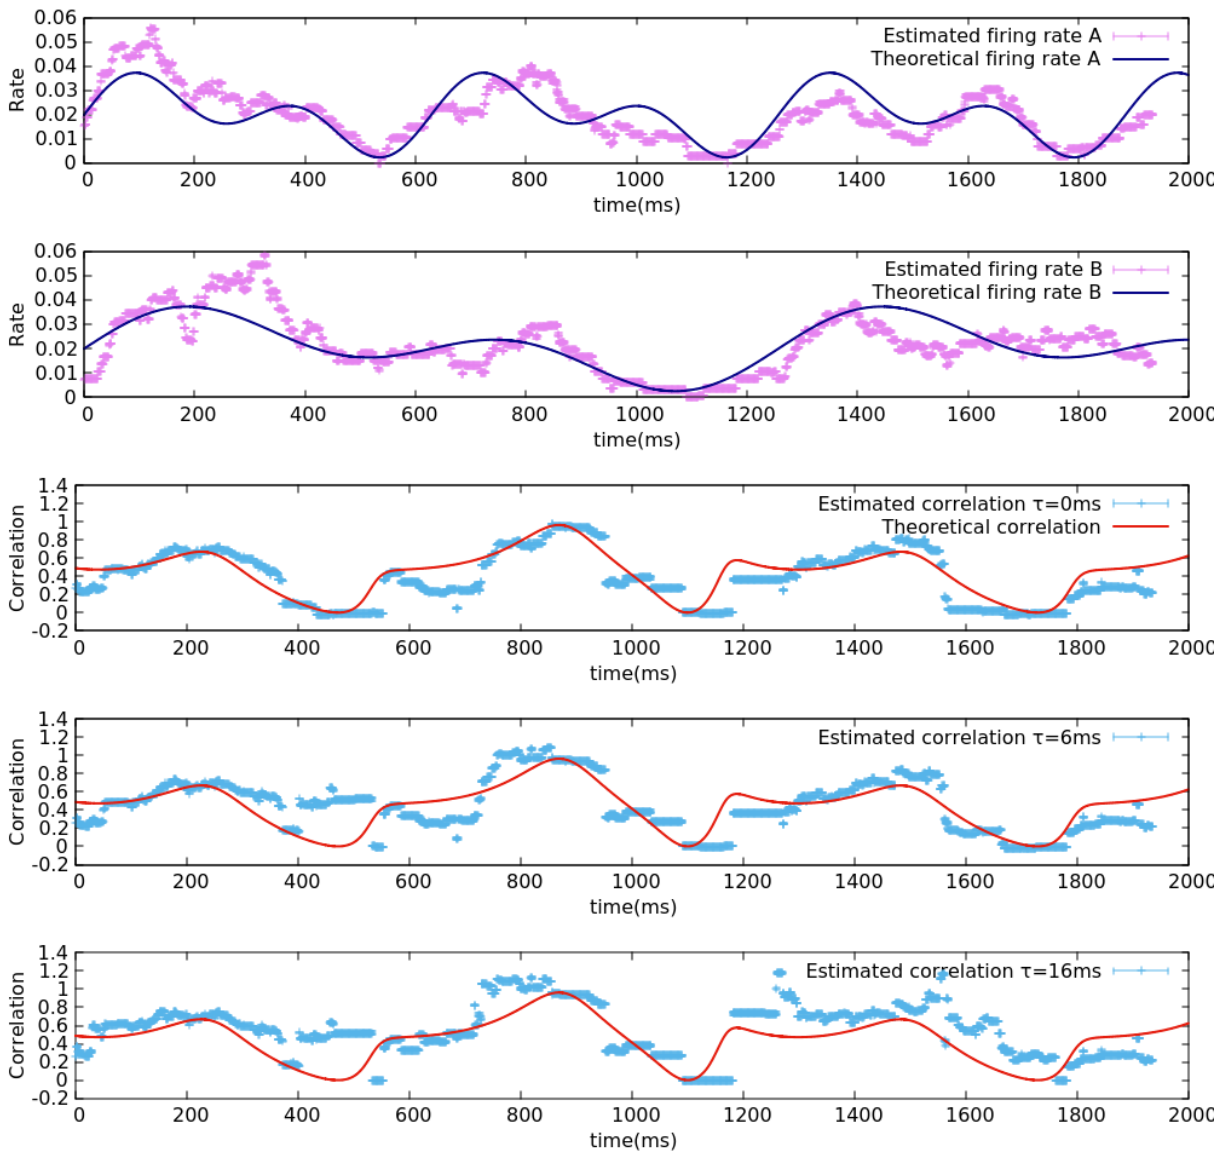 0.06
0.05
0.04
0.03
0.02
0.01
0
Rate
Estimated firing rate A
Theoretical firing rate A
0 200 400 600 800 1000 1200 1400 1600 1800 2000
time(ms)
0.06
0.05
0.04
0.03
0.02
0.01
0
Rate
Estimated firing rate B
Theoretical firing rate B
0 200 400 600 800 1000 1200 1400 1600 1800 2000
time(ms)
1.4
1.2
1
0.8
0.6
0.4
0.2
0
-0.2
Correlation
Estimated correlation τ=0ms
Theoretical correlation
0 200 400 600 800 1000 1200 1400 1600 1800 2000
time(ms)
1.4
1.2
1
0.8
0.6
0.4
0.2
0
-0.2
Correlation
Estimated correlation τ=6ms
0 200 400 600 800 1000 1200 1400 1600 1800 2000
time(ms)
1.4
1.2
1
0.8
0.6
0.4
0.2
0
-0.2
Correlation
Estimated correlation τ=16ms
0 200 400 600 800 1000 1200 1400 1600 1800 2000
time(ms)